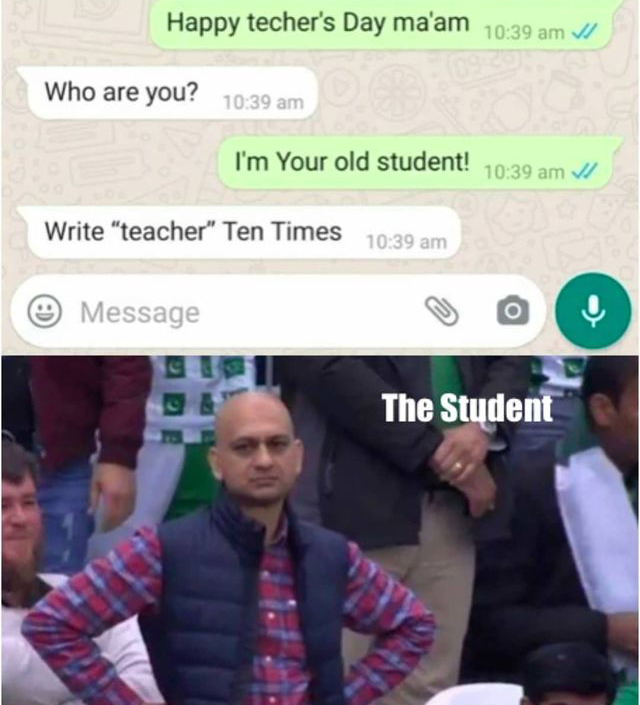 Happy techer's Day ma'am 10:39 am
Who are you? 10:39 am
I'm Your old student! 10:39 am
Write “teacher” Ten Times 10:39 am
Message
The Student